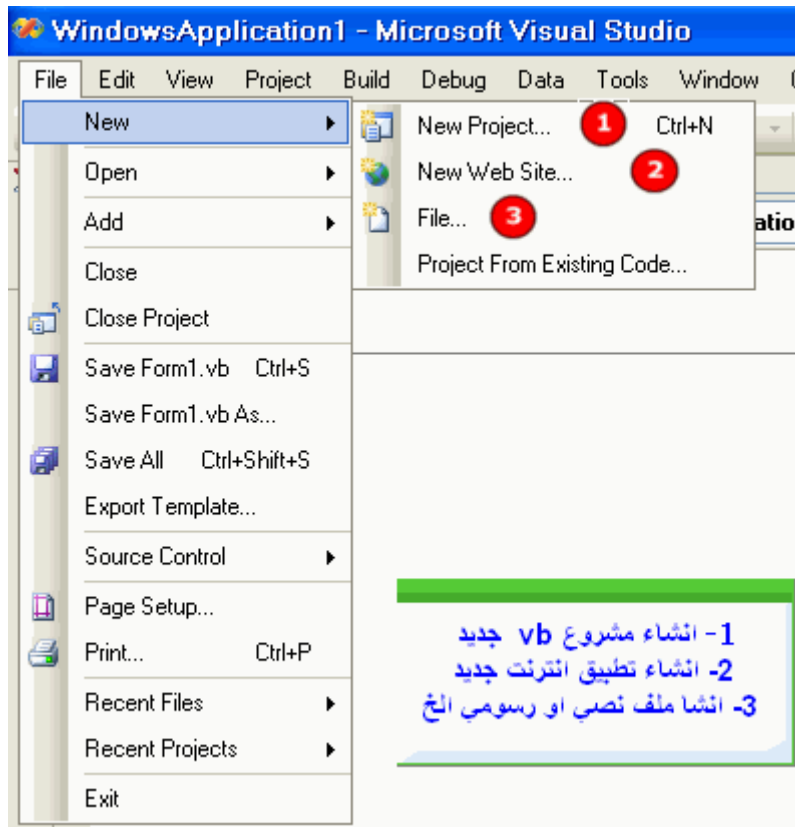 WindowsApplication1 - Microsoft Visual Studio
File Edit View Project Build Debug Data Tools Window
New
New Project... 1 Ctrl+N
Open
New Web Site... 2
Add
File... 3
atio
Close
Project From Existing Code...
Close Project
Save Form1.vb Ctrl+S
Save Form1.vb As...
Save All Ctrl+Shift+S
Export Template...
Source Control
Page Setup...
Print... Ctrl+P
Recent Files
Recent Projects
Exit
1- انشاء مشروع vb جديد
2- انشاء تطبيق انترنت جديد
3- انشا ملف نصي او رسومي الخ